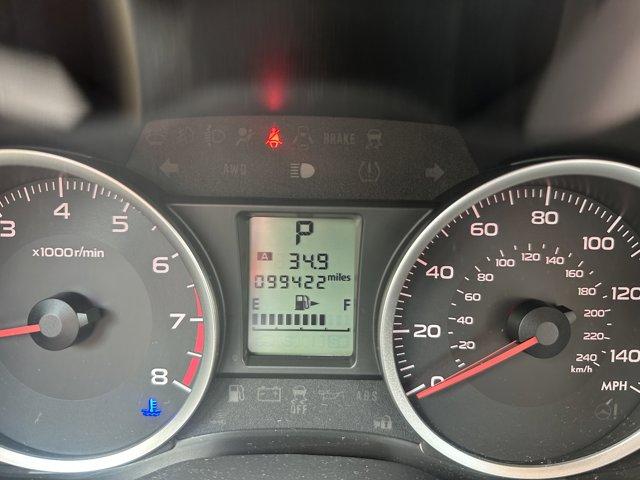 BRAKE
AWD
3 4 5 6 7 8
x1000r/min
P
A 34.9
099422 miles
E F
OFF
ABS
0 20 40 60 80 100 120 140
20 40 60 80 100 120 140 160 180 200 220 240
km/h
MPH